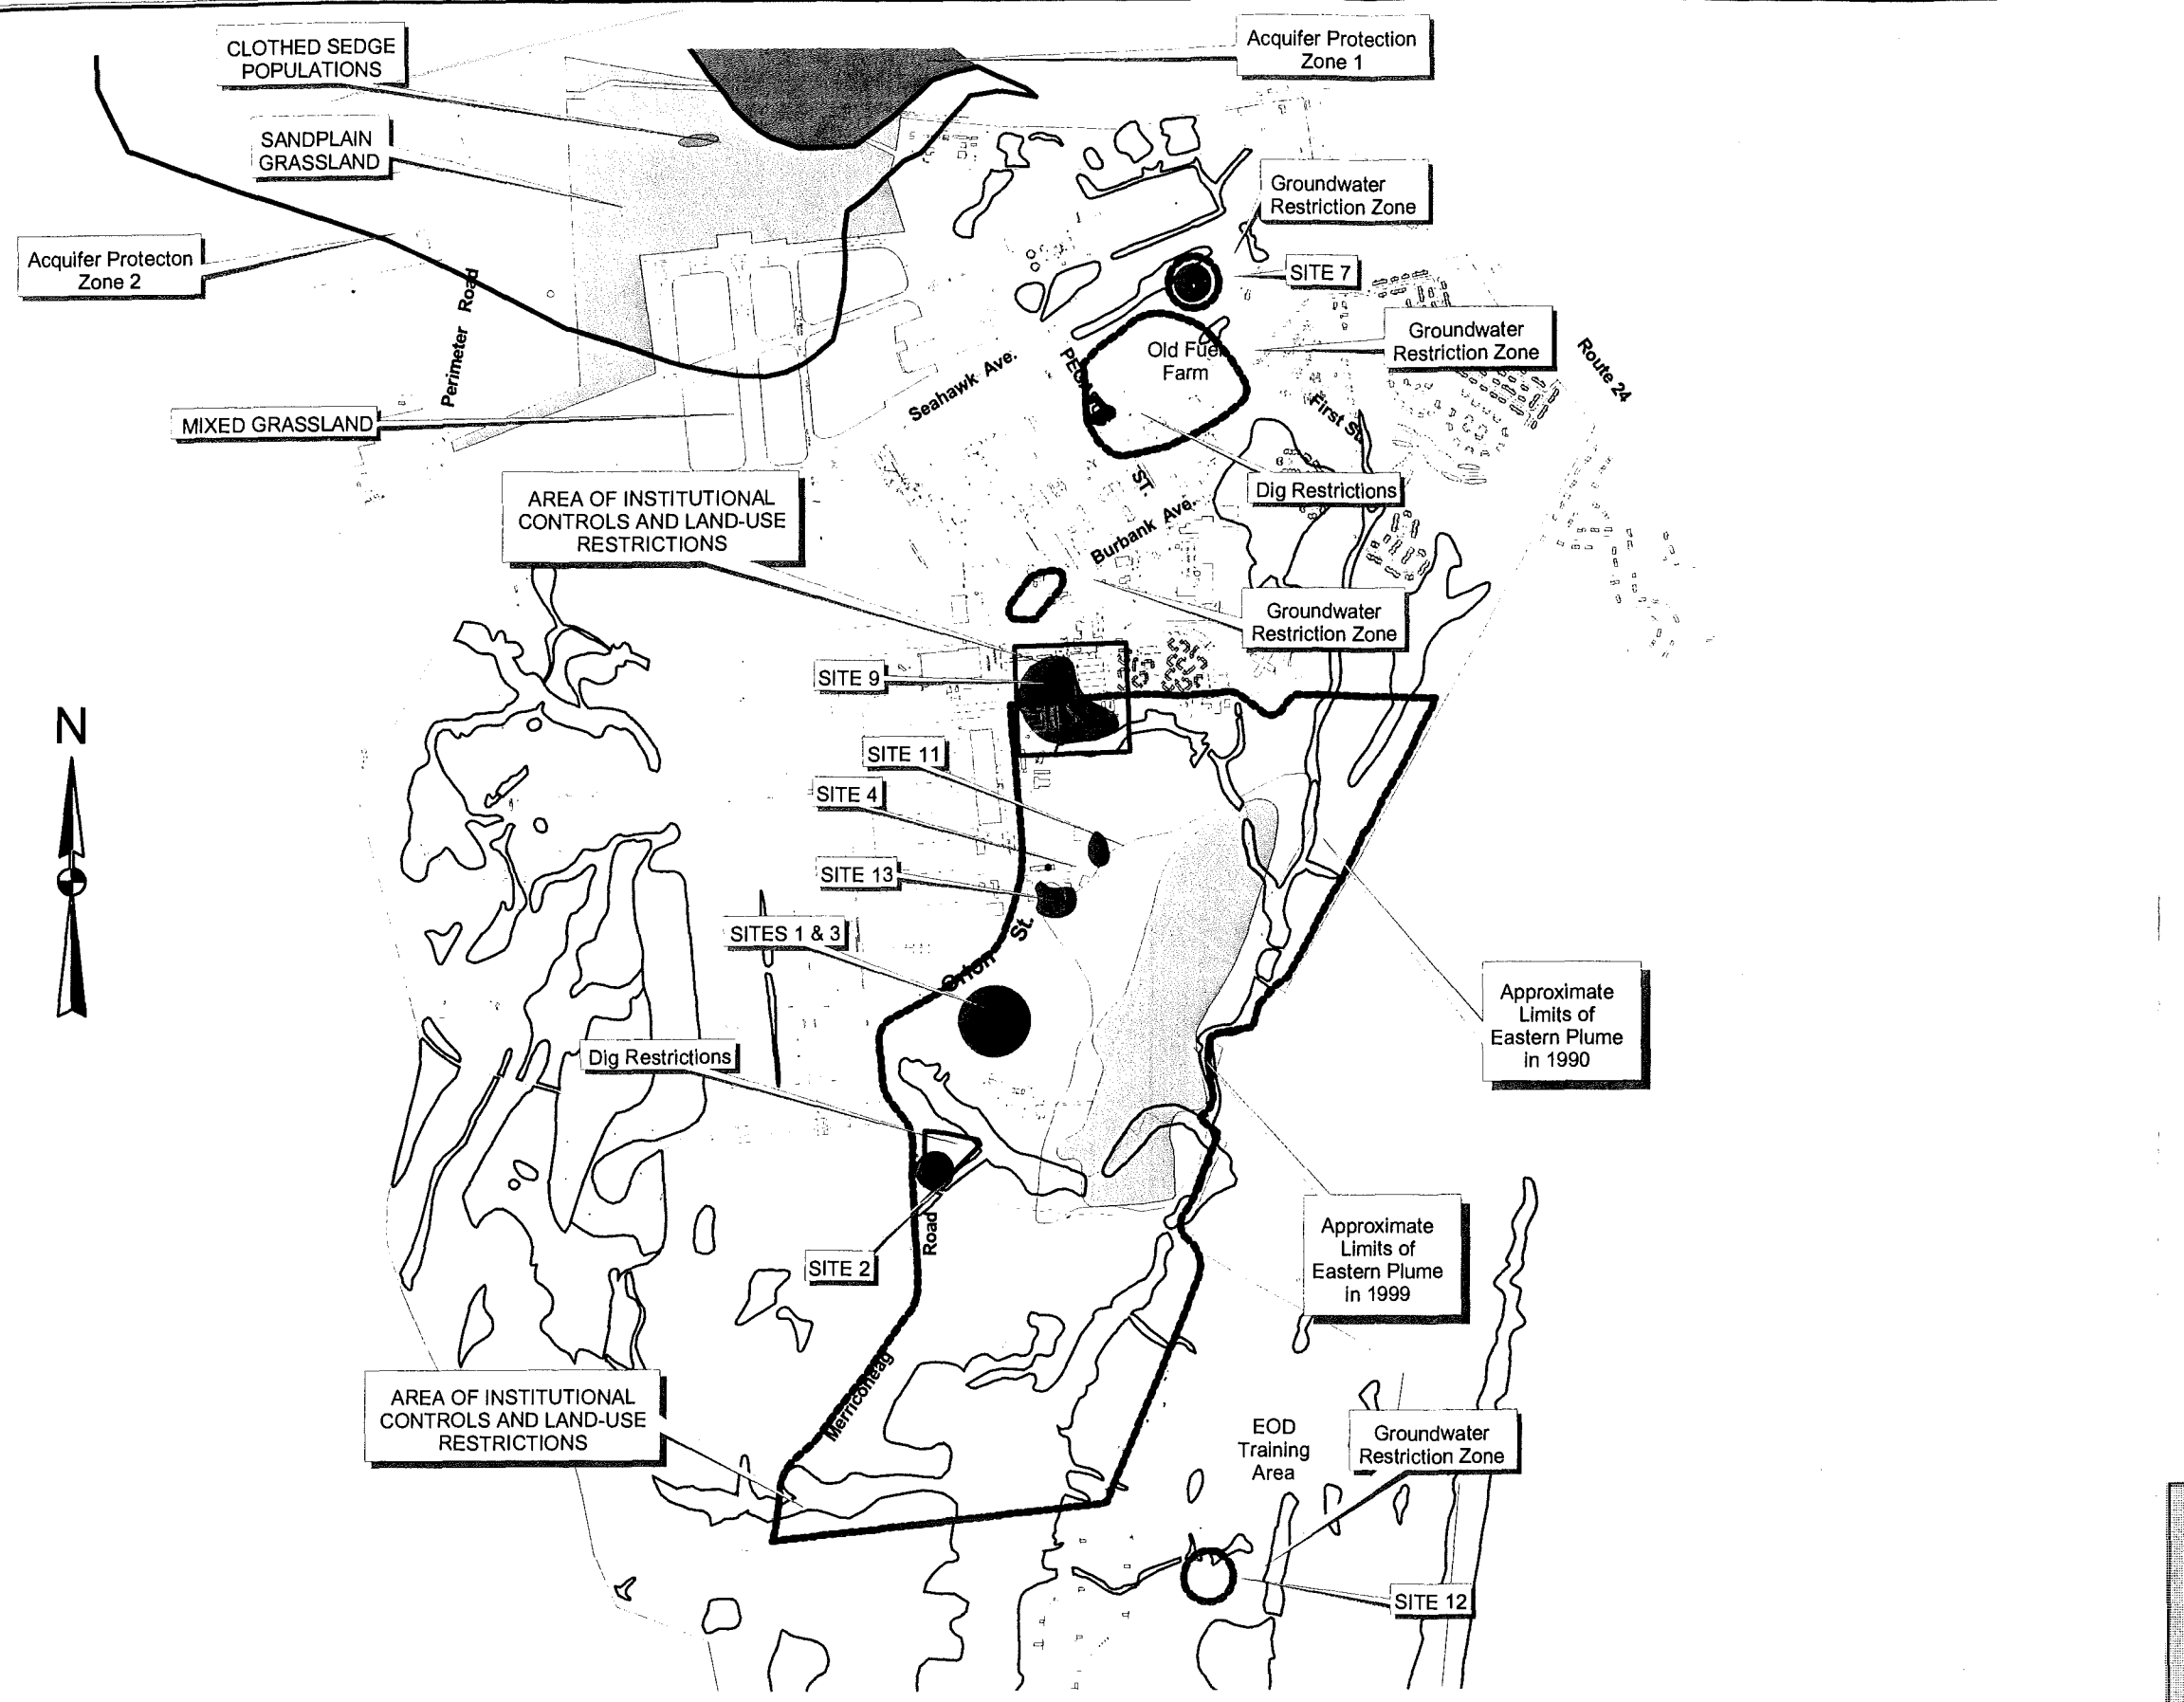 CLOTHED SEDGE
POPULATIONS
Acquifer Protection
Zone 1
SANDPLAIN
GRASSLAND
Groundwater
Restriction Zone
Acquifer Protecton
Zone 2
SITE 7
Perimeter Road
Groundwater
Restriction Zone
Route 24
Old Fuel
Farm
Seahawk Ave.
MIXED GRASSLAND
First St.
ST.
Dig Restrictions
AREA OF INSTITUTIONAL
CONTROLS AND LAND-USE
RESTRICTIONS
Burbank Ave.
Groundwater
Restriction Zone
SITE 9
N
SITE 11
SITE 4
SITE 13
SITES 1 & 3
Orion St.
Approximate
Limits of
Eastern Plume
in 1990
Dig Restrictions
Approximate
Limits of
Eastern Plume
in 1999
SITE 2
Merriconeag Road
AREA OF INSTITUTIONAL
CONTROLS AND LAND-USE
RESTRICTIONS
EOD
Training
Area
Groundwater
Restriction Zone
SITE 12